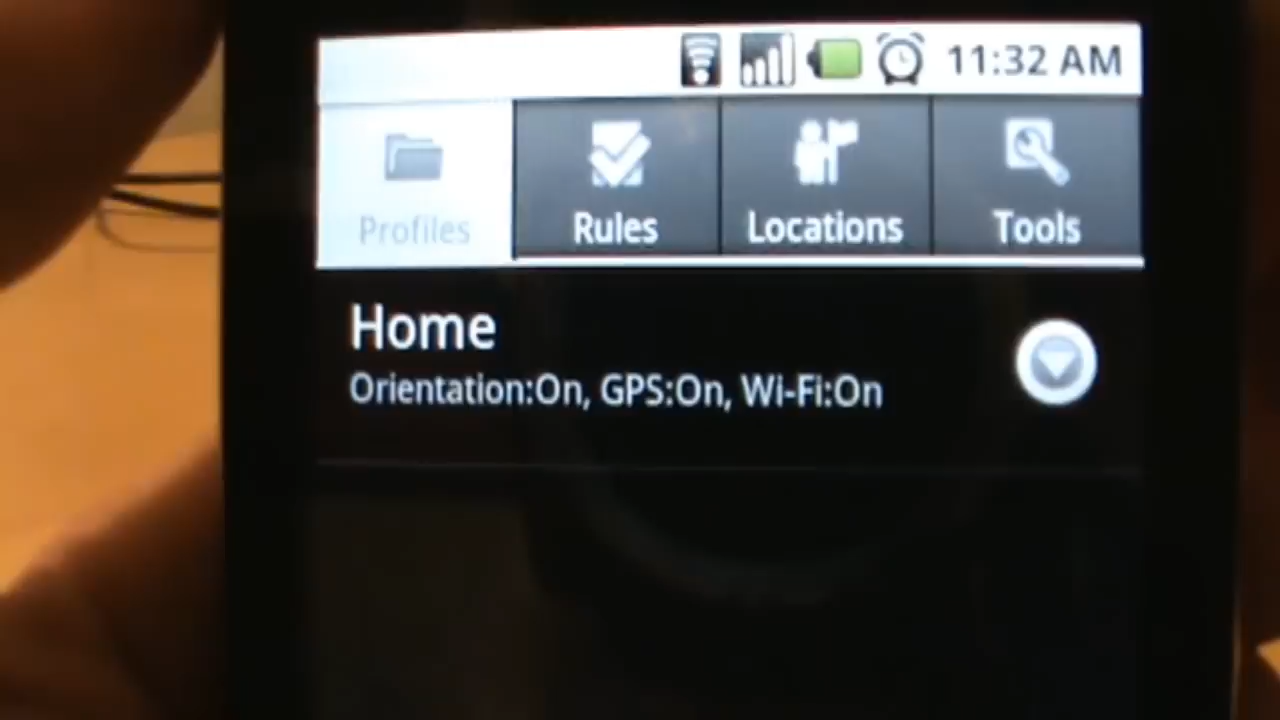 11:32 AM
Profiles
Rules
Locations
Tools
Home
Orientation:On, GPS:On, Wi-Fi:On